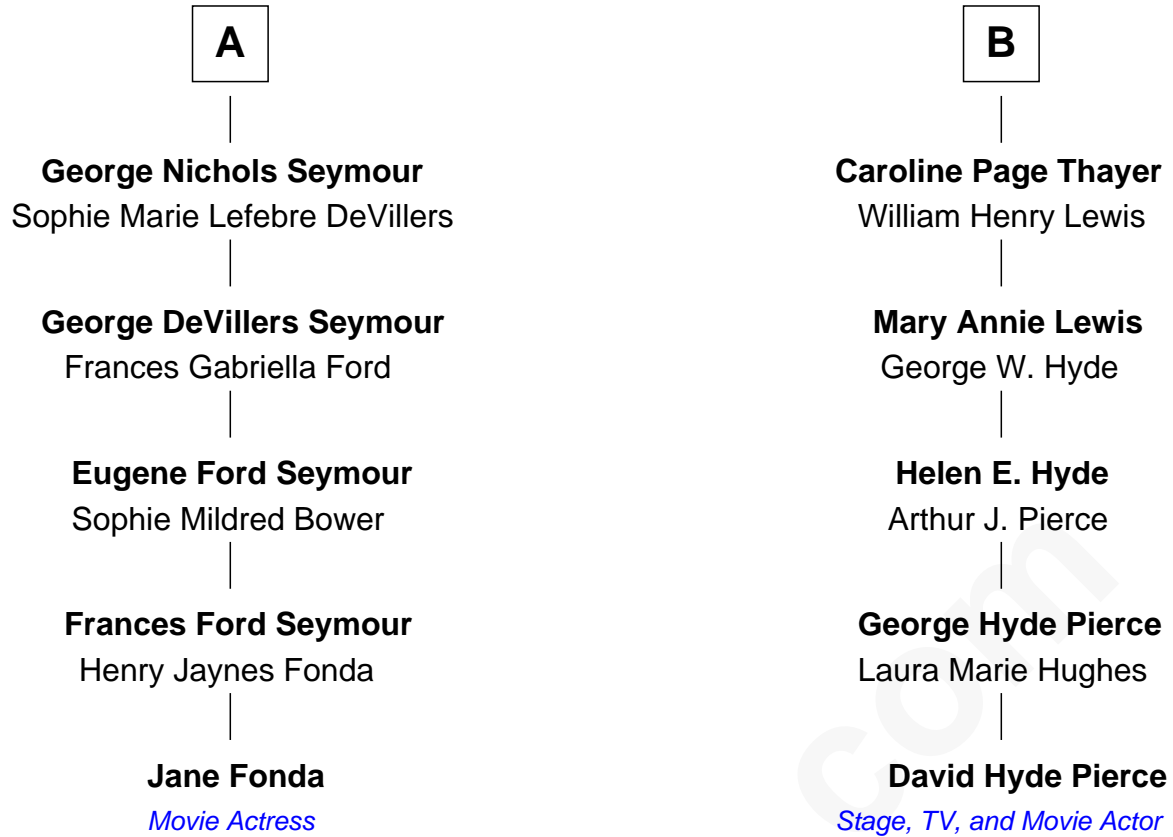 A
George Nichols Seymour
Sophie Marie Lefebre DeVillers
George DeVillers Seymour
Frances Gabriella Ford
Eugene Ford Seymour
Sophie Mildred Bower
Frances Ford Seymour
Henry Jaynes Fonda
Jane Fonda
Movie Actress
B
Caroline Page Thayer
William Henry Lewis
Mary Annie Lewis
George W. Hyde
Helen E. Hyde
Arthur J. Pierce
George Hyde Pierce
Laura Marie Hughes
David Hyde Pierce
Stage, TV, and Movie Actor
com